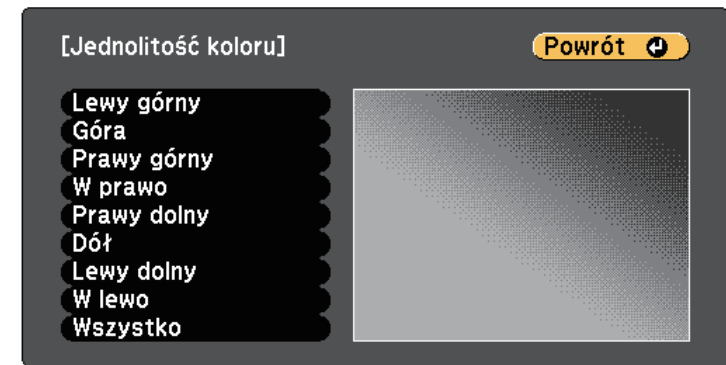 [Jednolitość koloru]
Powrót
Lewy górny
Góra
Prawy górny
W prawo
Prawy dolny
Dół
Lewy dolny
W lewo
Wszystko